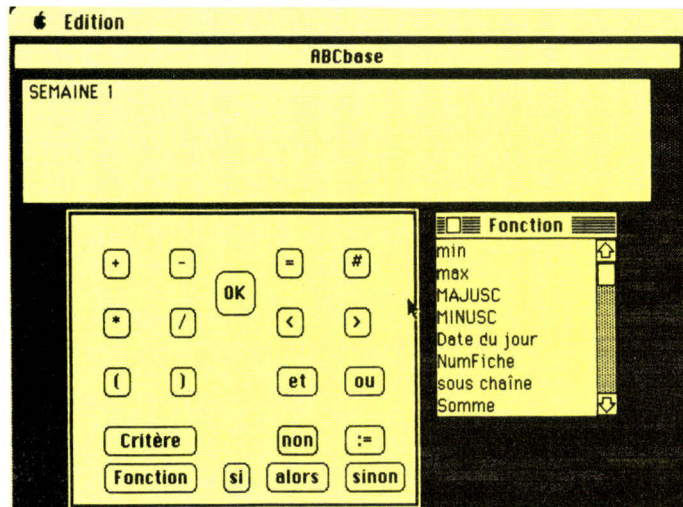 Edition
ABCbase
SEMAINE 1
+ - = #
OK
* / < >
( ) et ou
Critère non :=
Fonction si alors sinon
Fonction
min
max
MAJUSC
MINUSC
Date du jour
NumFiche
sous chaîne
Somme